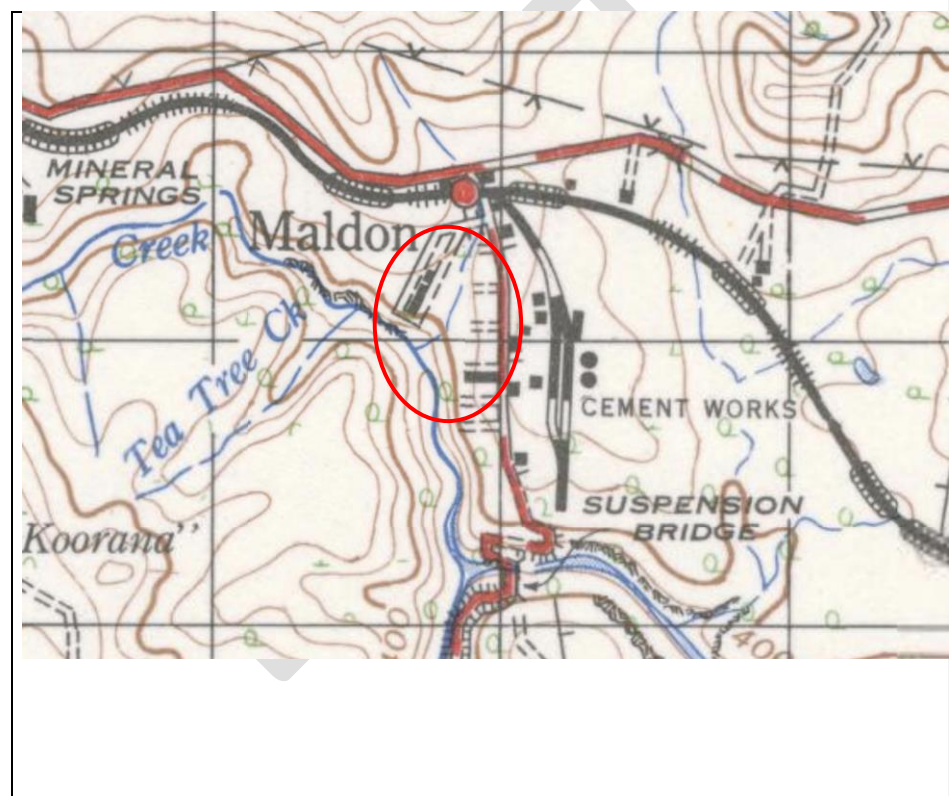 MINERAL
SPRINGS
Creek
Maldon
Tea Tree Ck
CEMENT WORKS
SUSPENSION
BRIDGE
Koorana"
400